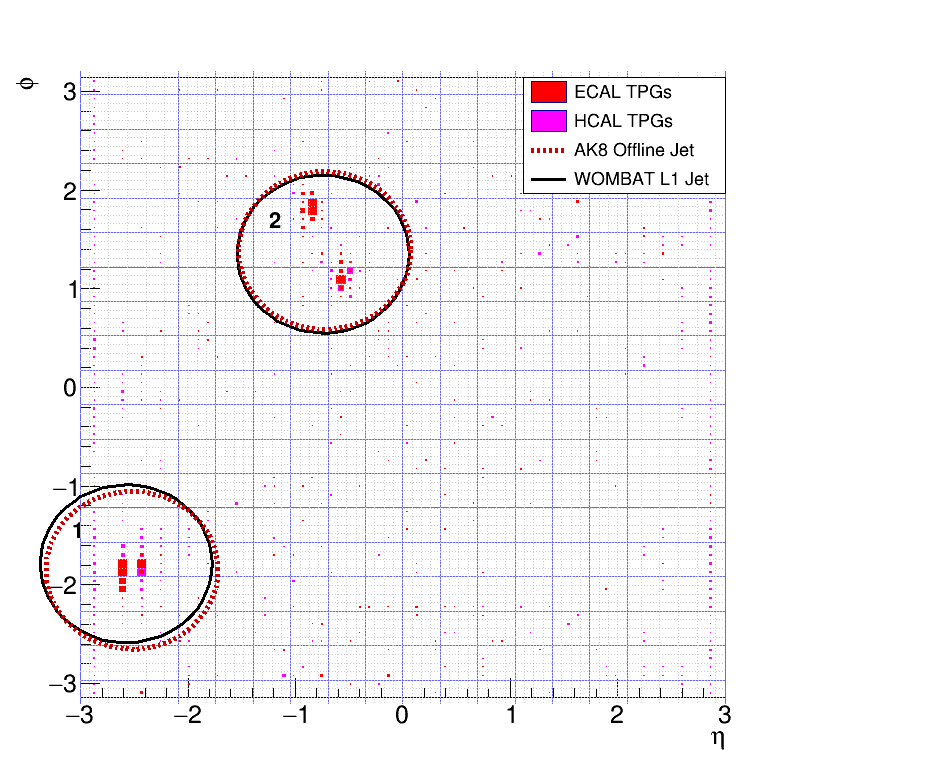 ϕ
3
ECAL TPGs
HCAL TPGs
AK8 Offline Jet
2
WOMBAT L1 Jet
2
1
0
−1
1
−2
−3
−3 −2 −1 0 1 2 3
η